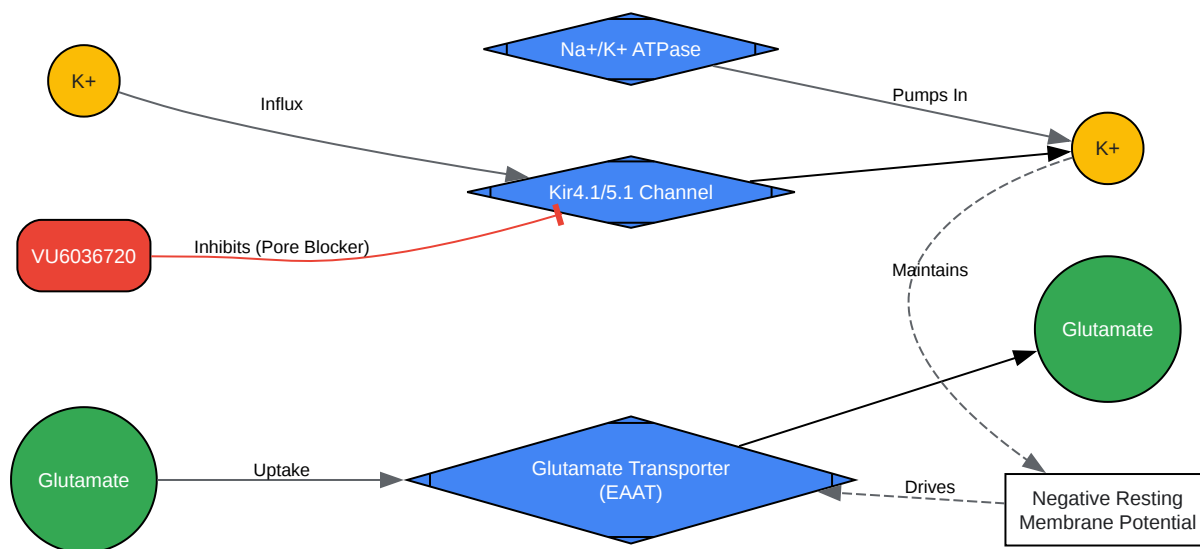 Na+/K+ ATPase
K+
Influx
Pumps In
K+
Kir4.1/5.1 Channel
VU6036720
Inhibits (Pore Blocker)
Maintains
Glutamate
Glutamate
Uptake
Glutamate Transporter
(EAAT)
Drives
Negative Resting
Membrane Potential